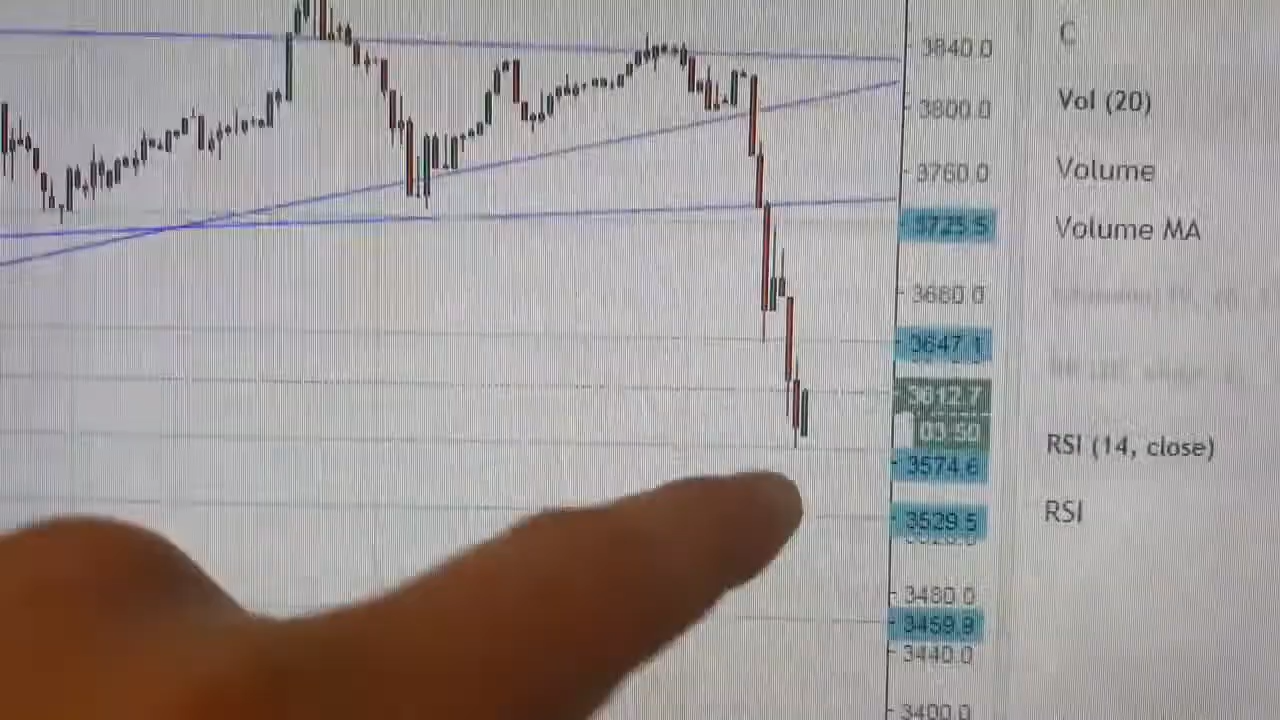 3840.0
3800.0
3760.0
3725.5
3680.0
3647.1
3612.7
03:50
3574.6
3529.5
3480.0
3459.9
3440.0
3400.0
C
Vol (20)
Volume
Volume MA
RSI (14, close)
RSI